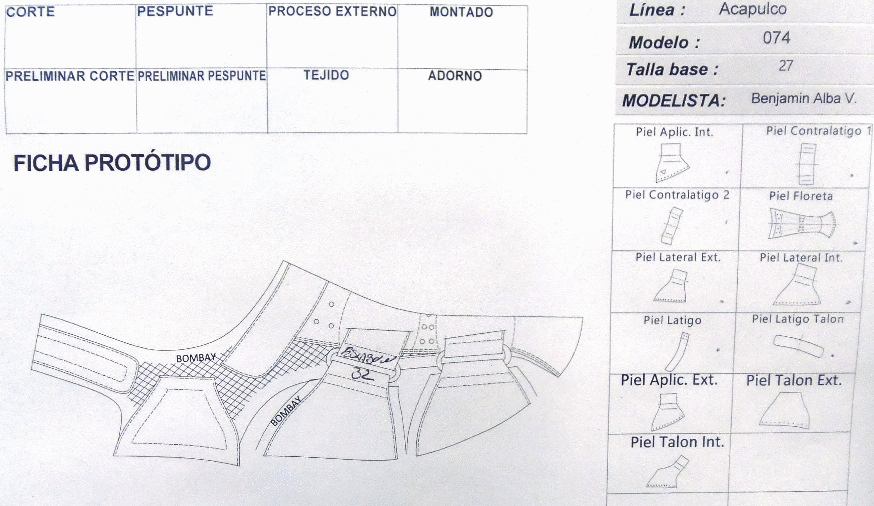 CORTE PESPUNTE PROCESO EXTERNO MONTADO
PRELIMINAR CORTE PRELIMINAR PESPUNTE TEJIDO ADORNO
FICHA PROTÓTIPO
Línea : Acapulco
Modelo : 074
Talla base : 27
MODELISTA: Benjamin Alba V.
Piel Aplic. Int. Piel Contralatigo 1
Piel Contralatigo 2 Piel Floreta
Piel Lateral Ext. Piel Lateral Int.
Piel Latigo Piel Latigo Talon
Piel Aplic. Ext. Piel Talon Ext.
Piel Talon Int.
BOMBAY
32
BOMBAY